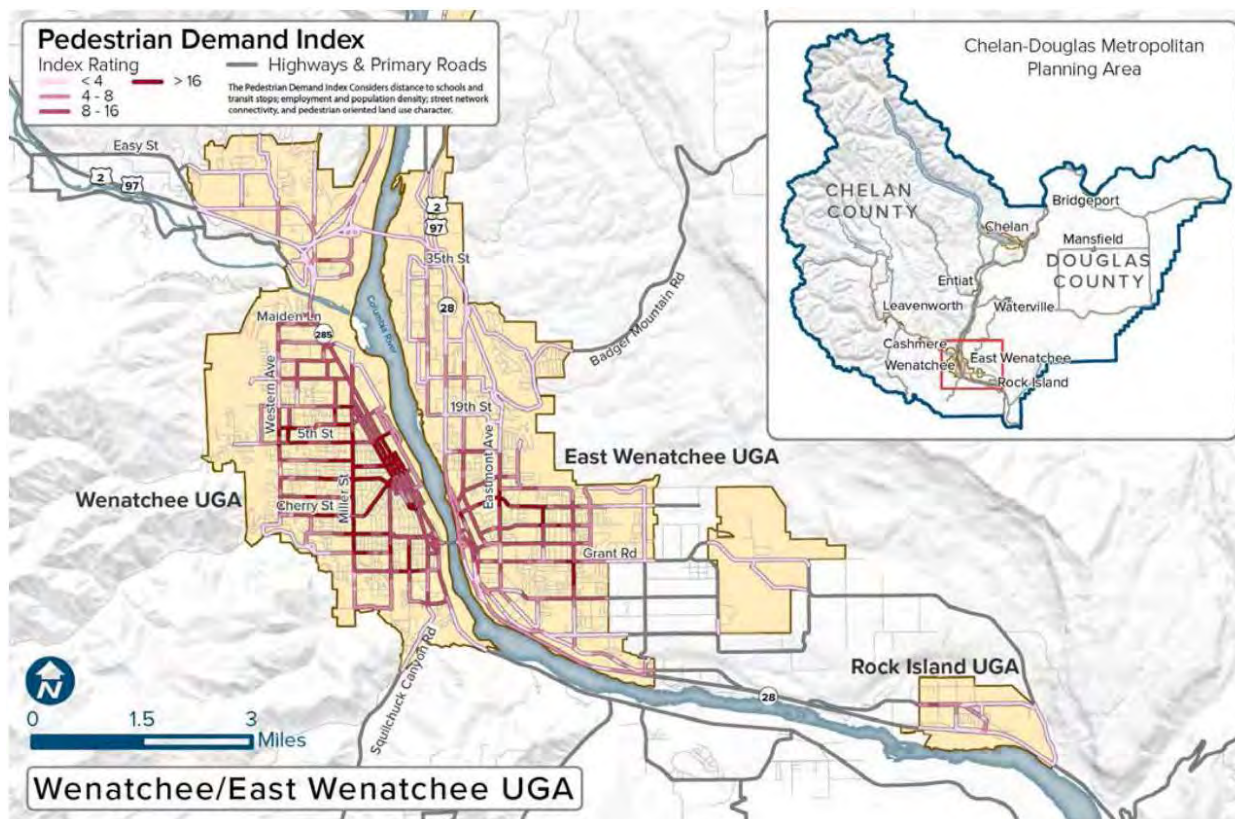 Pedestrian Demand Index
Index Rating
< 4
> 16
4 - 8
8 - 16
Highways & Primary Roads
The Pedestrian Demand Index Considers distance to schools and
transit stops; employment and population density; street network
connectivity, and pedestrian oriented land use character.
Chelan-Douglas Metropolitan
Planning Area
CHELAN
COUNTY
Bridgeport
Chelan
Mansfield
DOUGLAS
COUNTY
Entiat
Leavenworth
Waterville
Cashmere
East Wenatchee
Wenatchee
Rock Island
Easy St
2
97
2
97
35th St
28
Columbia River
Maiden Ln
285
Badger Mountain Rd
Western Ave
19th St
5th St
Eastmont Ave
East Wenatchee UGA
Wenatchee UGA
Miller St
Cherry St
Grant Rd
Squilchuck Canyon Rd
Rock Island UGA
28
N
0 1.5 3
Miles
Wenatchee/East Wenatchee UGA